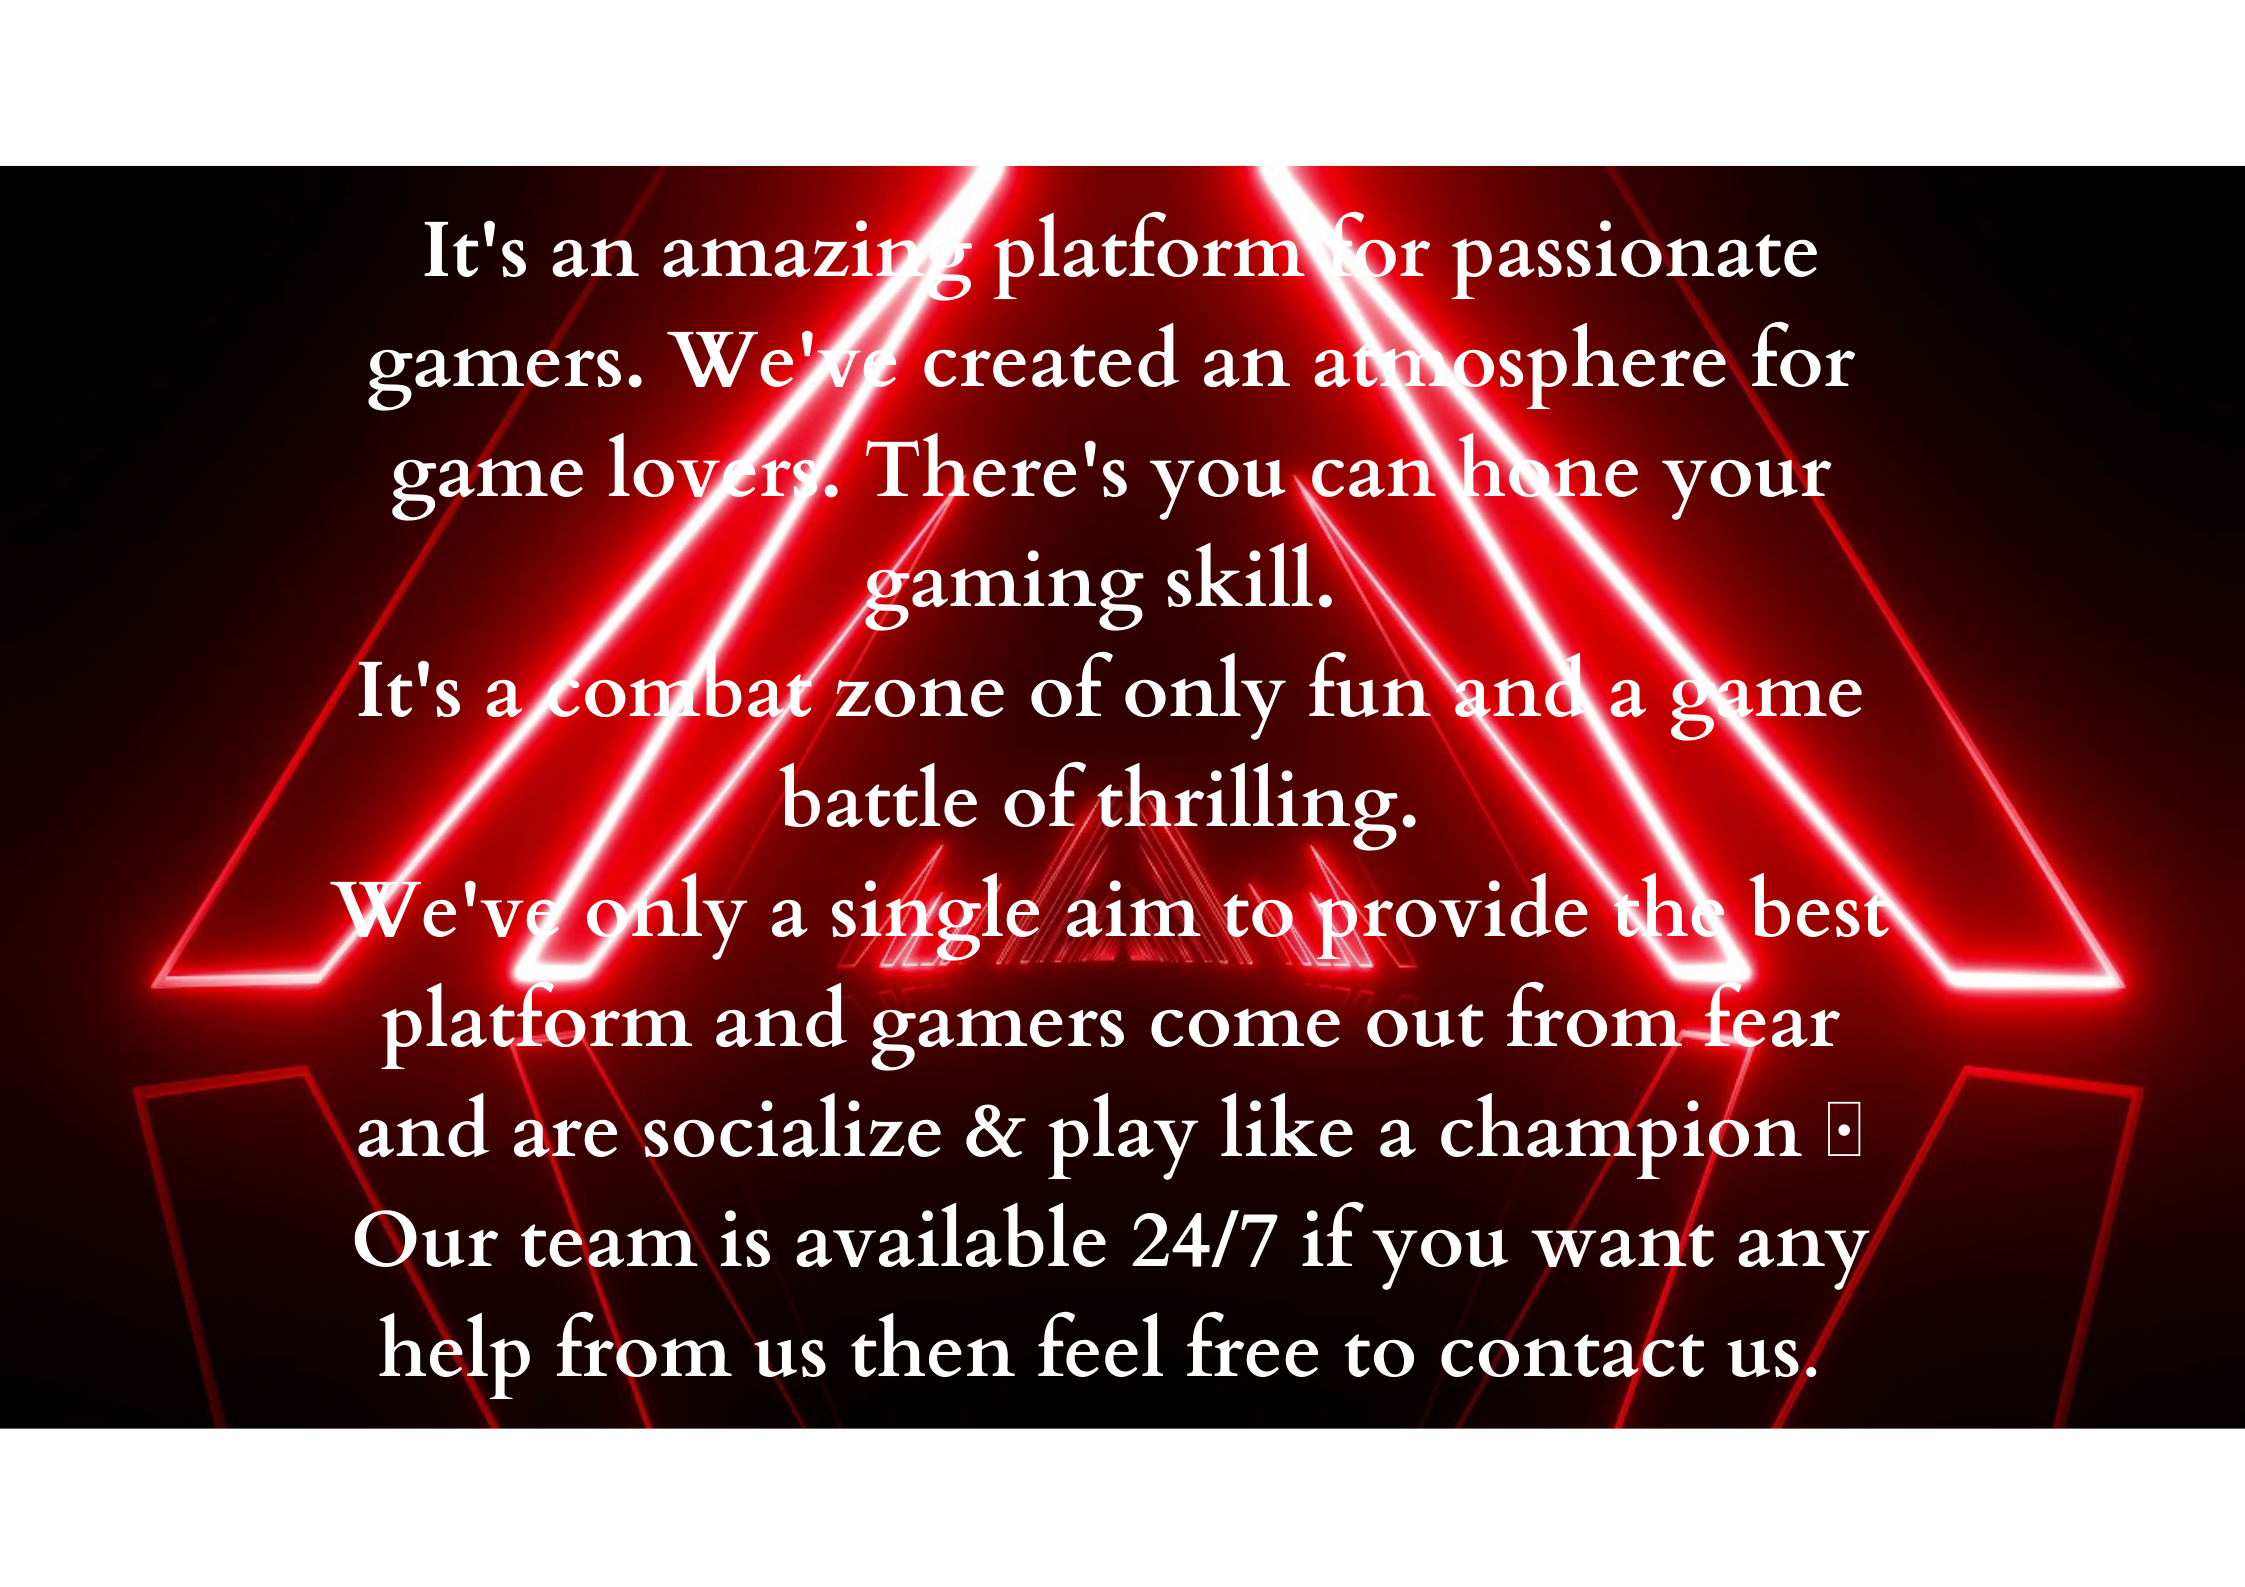 It's an amazing platform for passionate
gamers. We've created an atmosphere for
game lovers. There's you can hone your
gaming skill.
It's a combat zone of only fun and a game
battle of thrilling.
We've only a single aim to provide the best
platform and gamers come out from fear
and are socialize & play like a champion
Our team is available 24/7 if you want any
help from us then feel free to contact us.